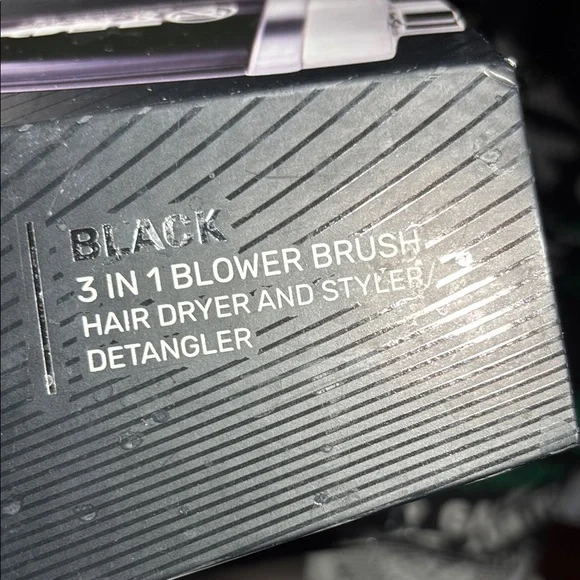 BLACK
3 IN 1 BLOWER BRUSH
HAIR DRYER AND STYLER/
DETANGLER